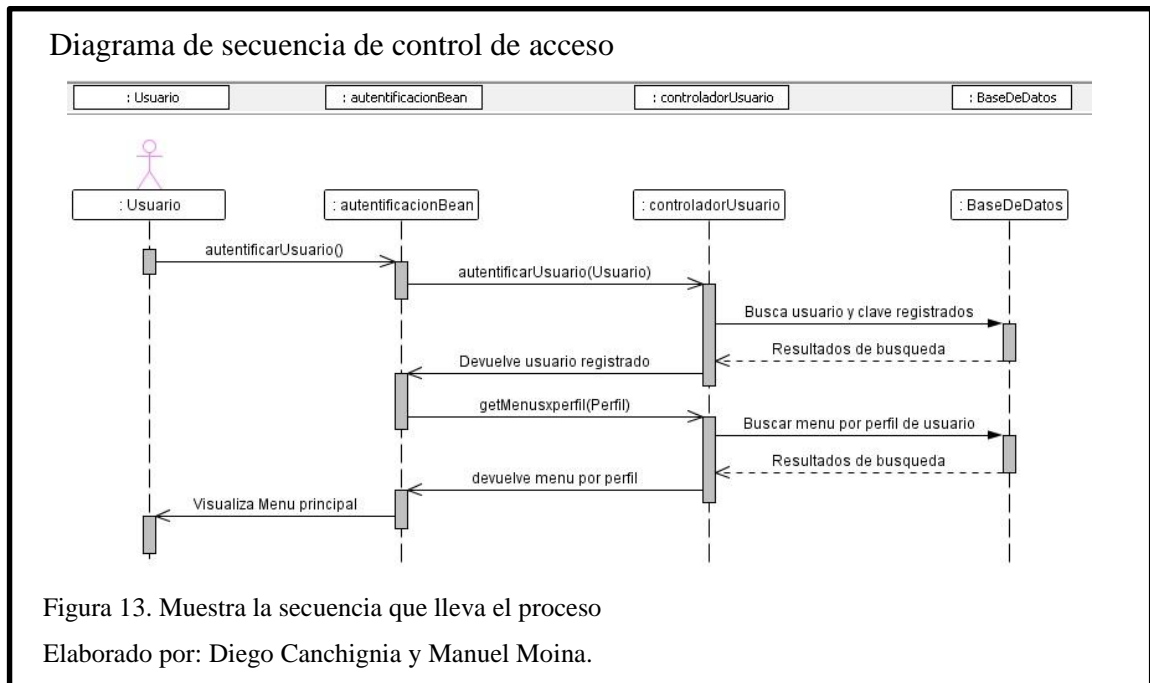 Diagrama de secuencia de control de acceso
: Usuario : autentificacionBean : controladorUsuario : BaseDeDatos
: Usuario : autentificacionBean : controladorUsuario : BaseDeDatos
autentificarUsuario()
autentificarUsuario(Usuario)
Busca usuario y clave registrados
Resultados de busqueda
Devuelve usuario registrado
getMenusxperfil(Perfil)
Buscar menu por perfil de usuario
Resultados de busqueda
devuelve menu por perfil
Visualiza Menu principal
Figura 13. Muestra la secuencia que lleva el proceso
Elaborado por: Diego Canchignia y Manuel Moina.